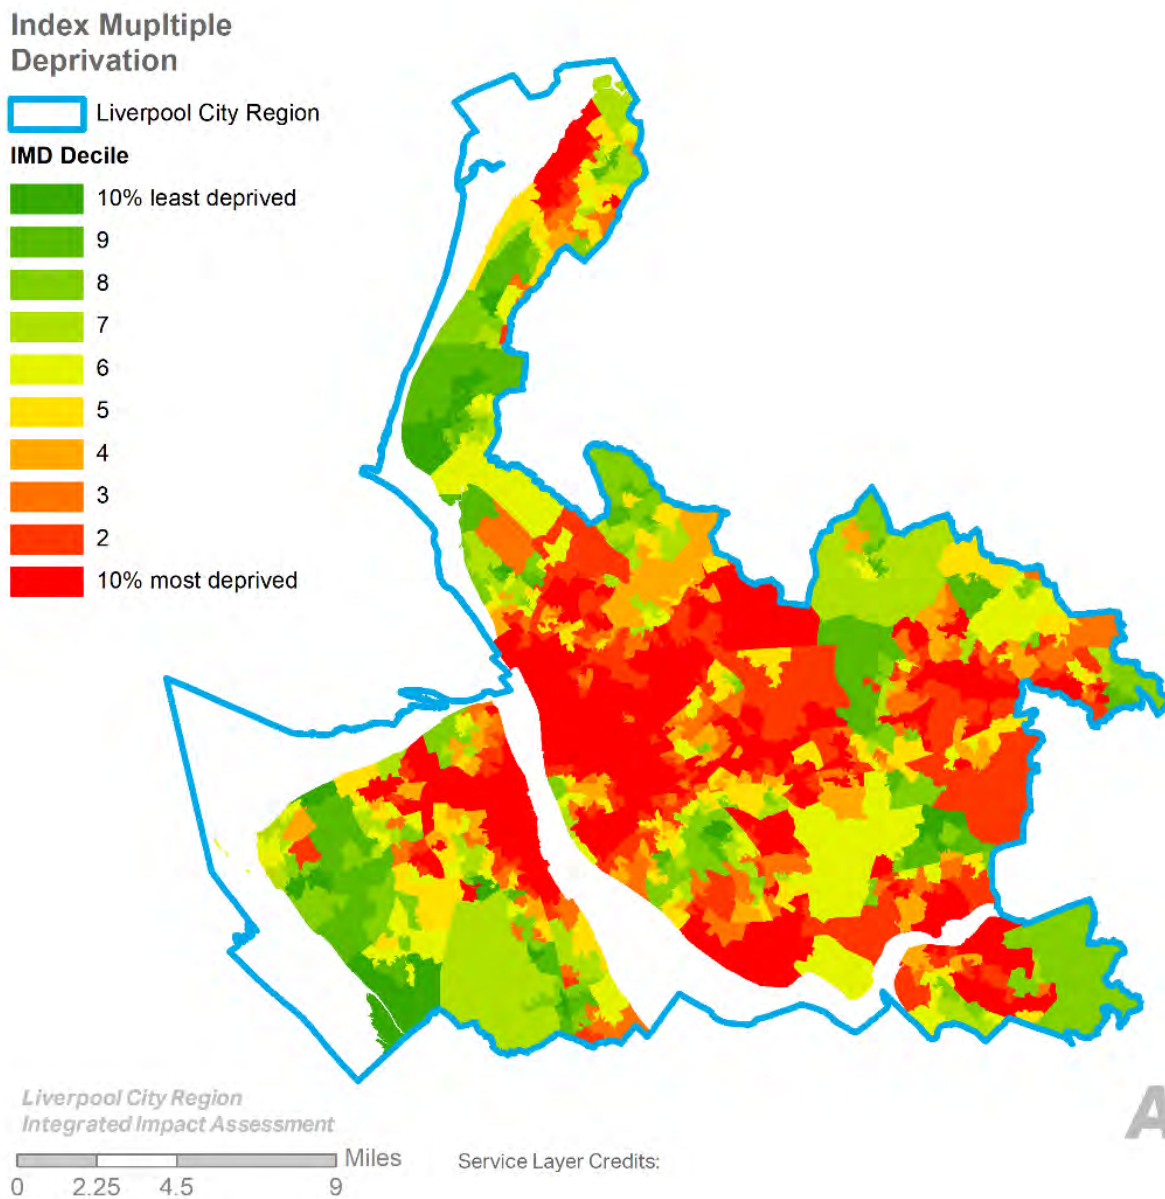 Index Mupltiple
Deprivation
Liverpool City Region
IMD Decile
10% least deprived
9
8
7
6
5
4
3
2
10% most deprived
Liverpool City Region
Integrated Impact Assessment
Miles
0 2.25 4.5 9
Service Layer Credits:
A